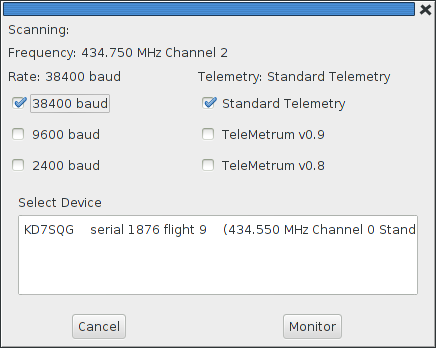 Scanning:
Frequency: 434.750 MHz Channel 2
Rate: 38400 baud Telemetry: Standard Telemetry
38400 baud Standard Telemetry
9600 baud TeleMetrum v0.9
2400 baud TeleMetrum v0.8
Select Device
KD7SQG serial 1876 flight 9 (434.550 MHz Channel 0 Stand
Cancel Monitor